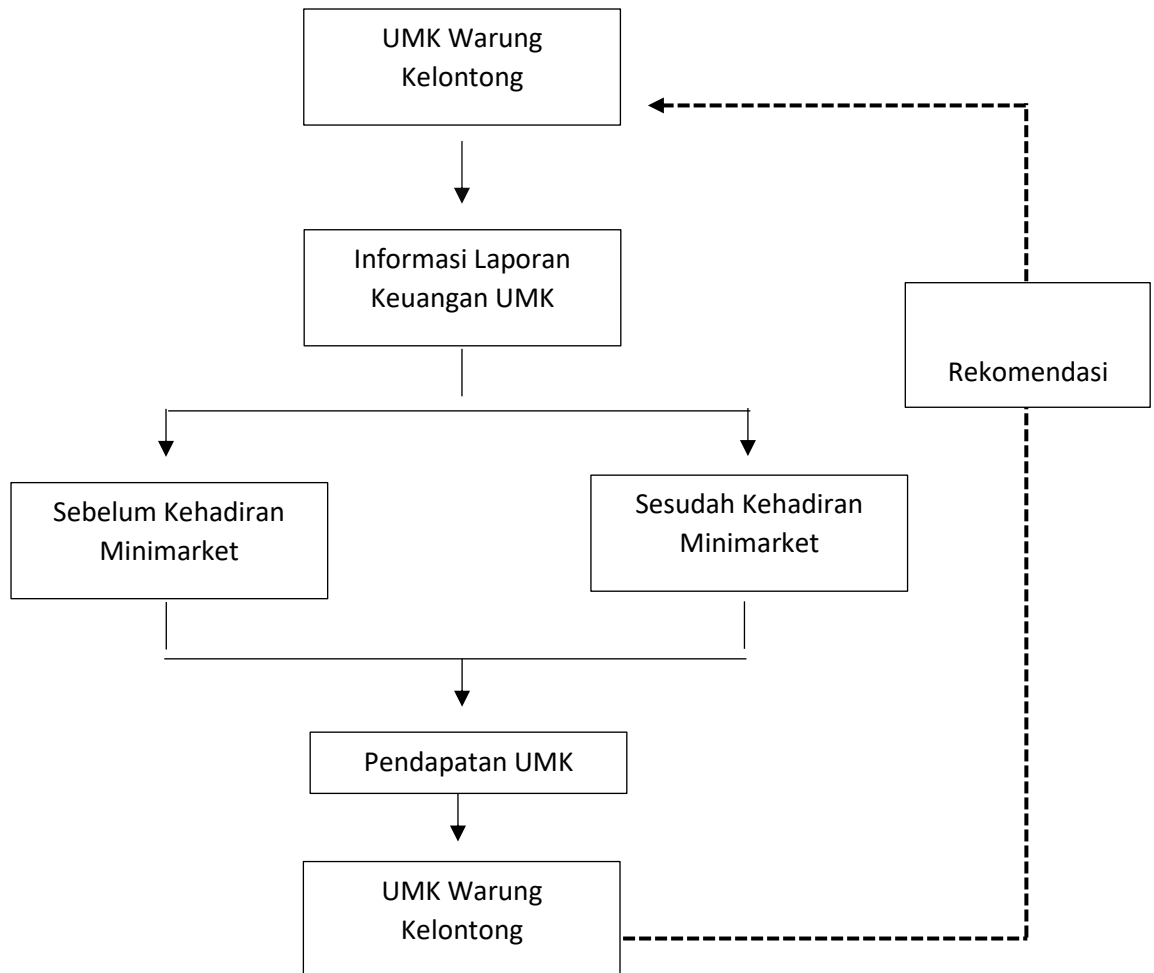 UMK Warung
Kelontong
Informasi Laporan
Keuangan UMK
Rekomendasi
Sebelum Kehadiran
Minimarket
Sesudah Kehadiran
Minimarket
Pendapatan UMK
UMK Warung
Kelontong